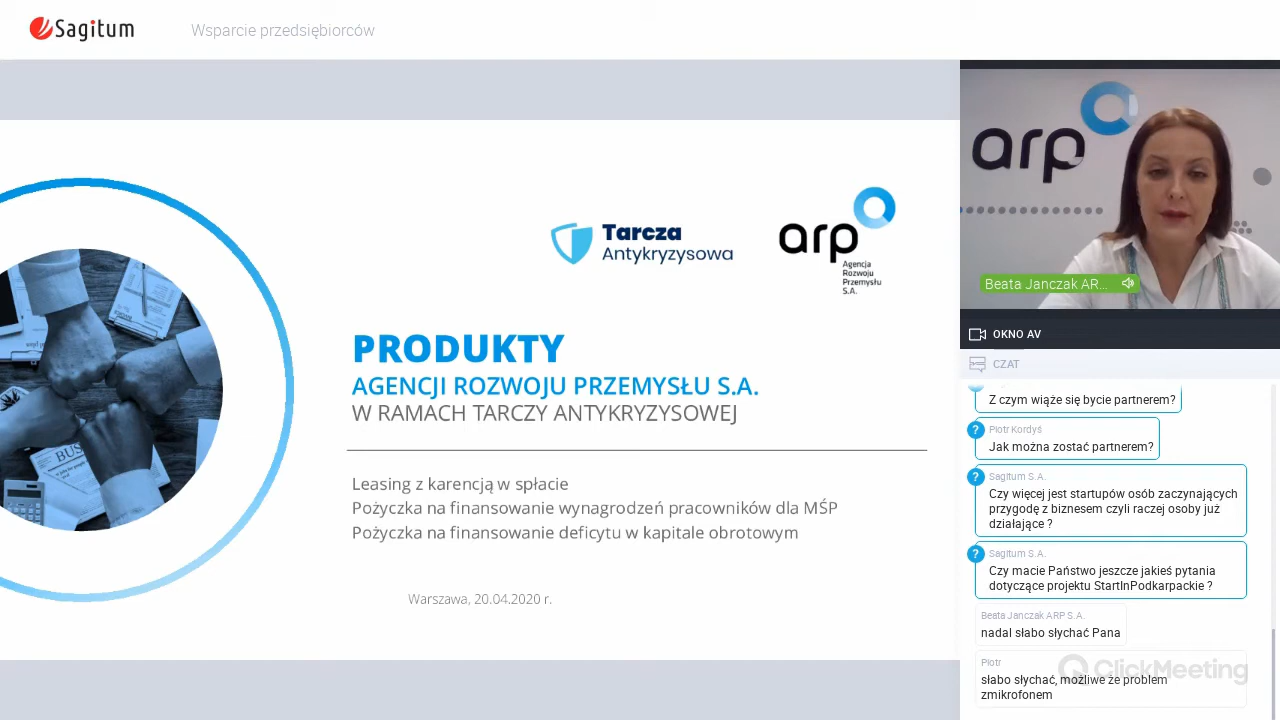 Sagitum
Wsparcie przedsiębiorców
Tarcza
Antykryzysowa
arp
Agencja
Rozwoju
Przemysłu
S.A.
PRODUKTY
AGENCJI ROZWOJU PRZEMYSŁU S.A.
W RAMACH TARCZY ANTYKRYZYSOWEJ
Leasing z karencją w spłacie
Pożyczka na finansowanie wynagrodzeń pracowników dla MŚP
Pożyczka na finansowanie deficytu w kapitale obrotowym
Warszawa, 20.04.2020 r.
BUS
arp
Beata Janczak AR...
OKNO AV
CZAT
Z czym wiąże się bycie partnerem?
?
Piotr Kordyś
Jak można zostać partnerem?
?
Sagitum S.A.
Czy więcej jest startupów osób zaczynających
przygodę z biznesem czyli raczej osoby już
działające ?
?
Sagitum S.A.
Czy macie Państwo jeszcze jakieś pytania
dotyczące projektu StartInPodkarpackie ?
Beata Janczak ARP S.A.
nadal słabo słychać Pana
Piotr
słabo słychać, możliwe że problem
zmikrofonem
ClickMeeting